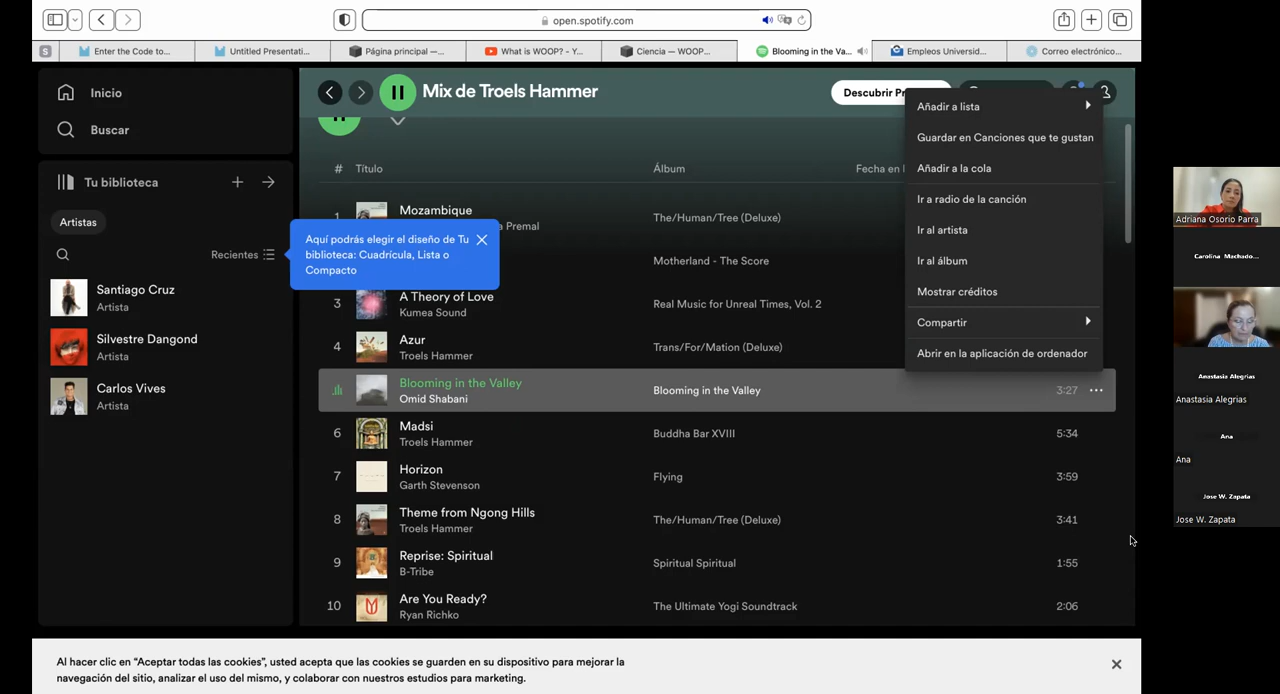 open.spotify.com
S
Enter the Code to...
Untitled Presentati...
Página principal —...
What is WOOP? - Y...
Ciencia — WOOP...
Blooming in the Va...
Empleos Universid...
Correo electrónico...
Inicio
Buscar
Tu biblioteca
Artistas
Recientes
Santiago Cruz
Artista
Silvestre Dangond
Artista
Carlos Vives
Artista
Aquí podrás elegir el diseño de Tu
biblioteca: Cuadrícula, Lista o
Compacto
Mix de Troels Hammer
Descubrir
# Título Álbum
1 Mozambique The/Human/Tree (Deluxe)
Premal
Motherland - The Score
3 A Theory of Love Real Music for Unreal Times, Vol. 2
Kumea Sound
4 Azur Trans/For/Mation (Deluxe)
Troels Hammer
Blooming in the Valley Blooming in the Valley 3:27
Omid Shabani
6 Madsi Buddha Bar XVIII 5:34
Troels Hammer
7 Horizon Flying 3:59
Garth Stevenson
8 Theme from Ngong Hills The/Human/Tree (Deluxe) 3:41
Troels Hammer
9 Reprise: Spiritual Spiritual Spiritual 1:55
B-Tribe
10 Are You Ready? The Ultimate Yogi Soundtrack 2:06
Ryan Richko
Fecha en
Añadir a lista
Guardar en Canciones que te gustan
Añadir a la cola
Ir a radio de la canción
Ir al artista
Ir al álbum
Mostrar créditos
Compartir
Abrir en la aplicación de ordenador
Al hacer clic en “Aceptar todas las cookies”, usted acepta que las cookies se guarden en su dispositivo para mejorar la
navegación del sitio, analizar el uso del mismo, y colaborar con nuestros estudios para marketing.
Adriana Osorio Parra
Carolina Machado...
Anastasia Alegrias
Anastasia Alegrias
Ana
Ana
Jose W. Zapata
Jose W. Zapata